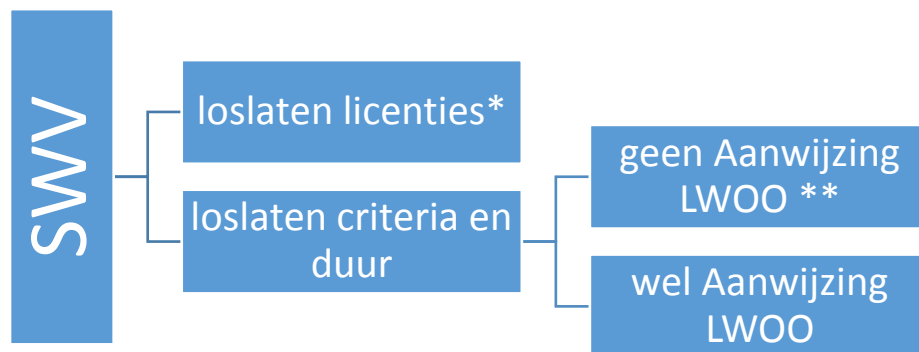 SWV
loslaten licenties*
loslaten criteria en
duur
geen Aanwijzing
LWOO **
wel Aanwijzing
LWOO